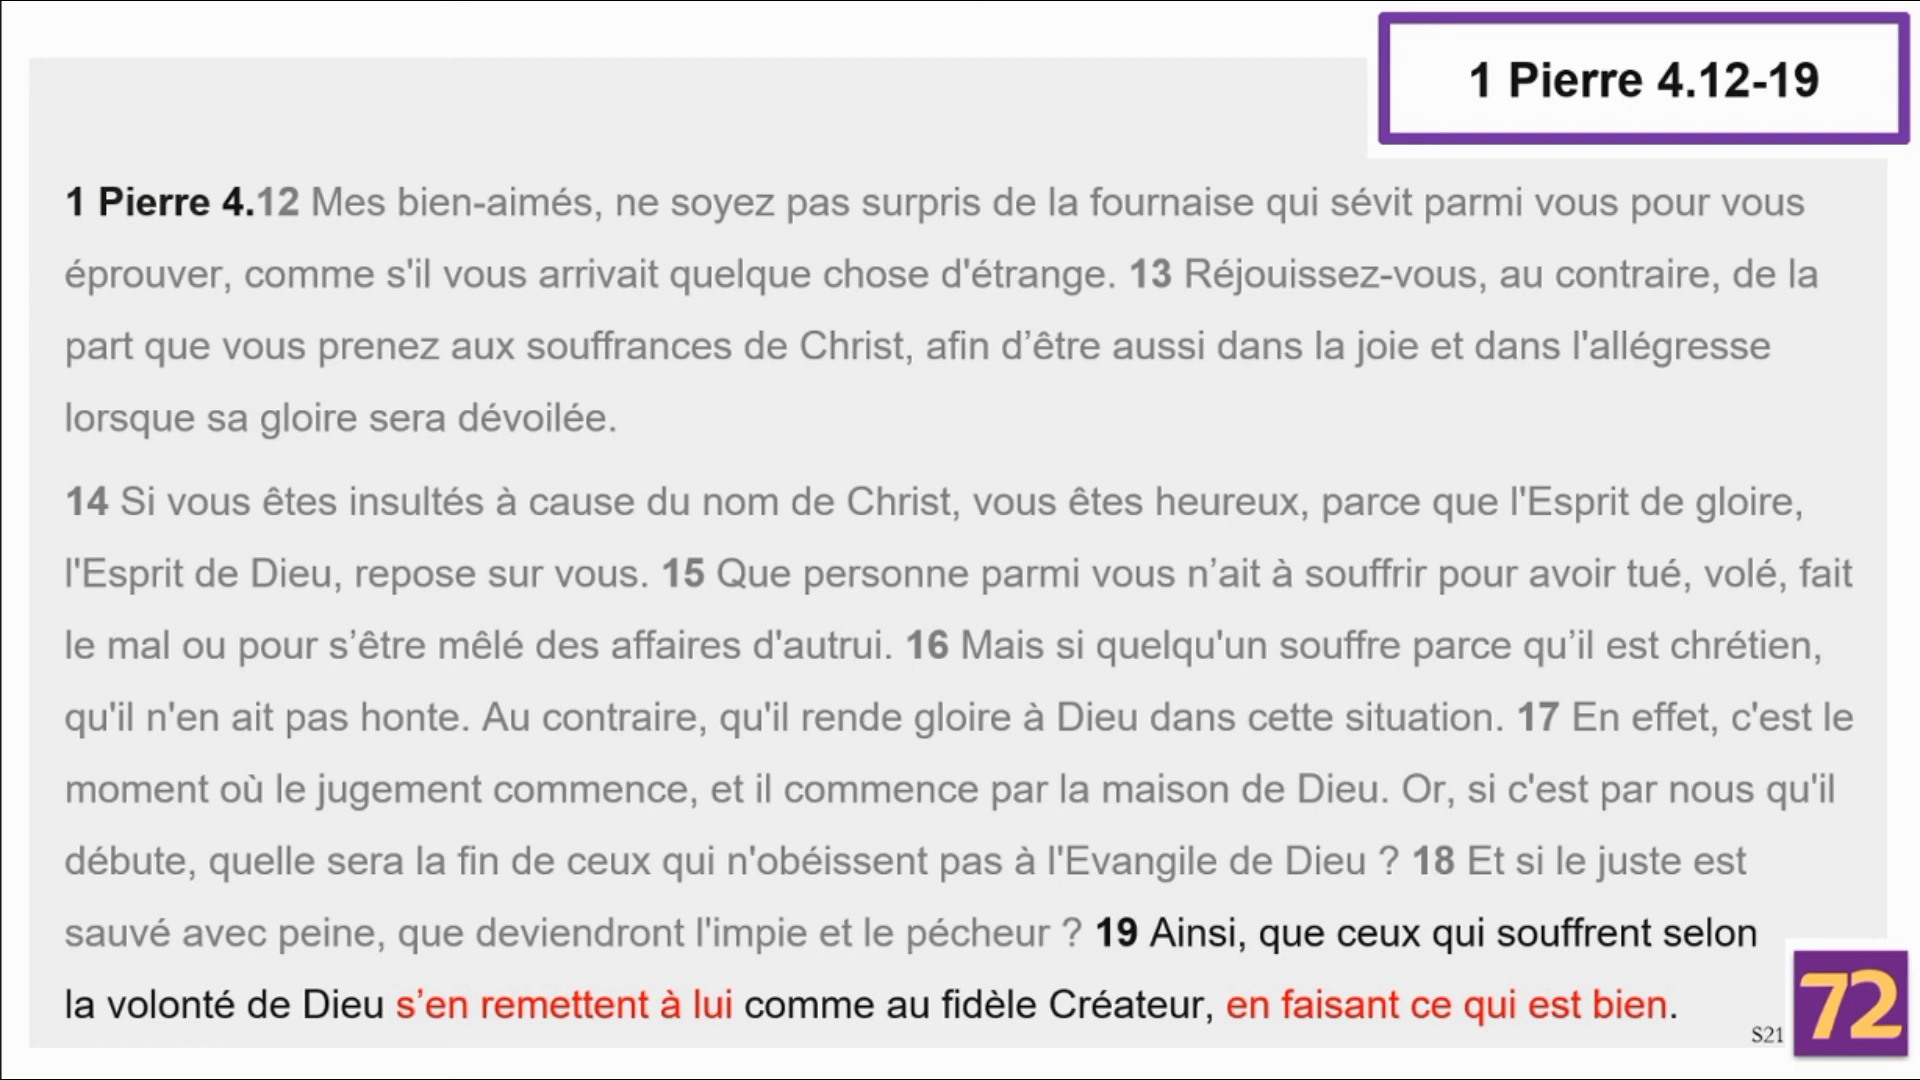 1 Pierre 4.12-19
1 Pierre 4.12 Mes bien-aimés, ne soyez pas surpris de la fournaise qui sévit parmi vous pour vous
éprouver, comme s'il vous arrivait quelque chose d'étrange. 13 Réjouissez-vous, au contraire, de la
part que vous prenez aux souffrances de Christ, afin d’être aussi dans la joie et dans l'allégresse
lorsque sa gloire sera dévoilée.
14 Si vous êtes insultés à cause du nom de Christ, vous êtes heureux, parce que l'Esprit de gloire,
l'Esprit de Dieu, repose sur vous. 15 Que personne parmi vous n’ait à souffrir pour avoir tué, volé, fait
le mal ou pour s’être mêlé des affaires d'autrui. 16 Mais si quelqu'un souffre parce qu’il est chrétien,
qu'il n'en ait pas honte. Au contraire, qu'il rende gloire à Dieu dans cette situation. 17 En effet, c'est le
moment où le jugement commence, et il commence par la maison de Dieu. Or, si c'est par nous qu'il
débute, quelle sera la fin de ceux qui n'obéissent pas à l'Evangile de Dieu ? 18 Et si le juste est
sauvé avec peine, que deviendront l'impie et le pécheur ? 19 Ainsi, que ceux qui souffrent selon
la volonté de Dieu s’en remettent à lui comme au fidèle Créateur, en faisant ce qui est bien.
S21
72